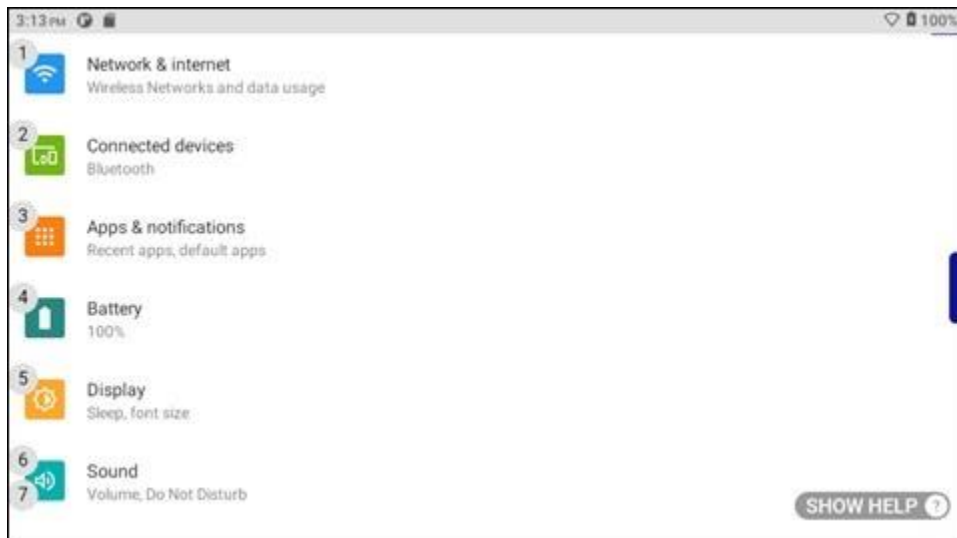 3:13 PM 100%
1
Network & internet
Wireless Networks and data usage
2
Connected devices
Bluetooth
3
Apps & notifications
Recent apps, default apps
4
Battery
100%
5
Display
Sleep, font size
6
Sound
7
Volume, Do Not Disturb
SHOW HELP ?